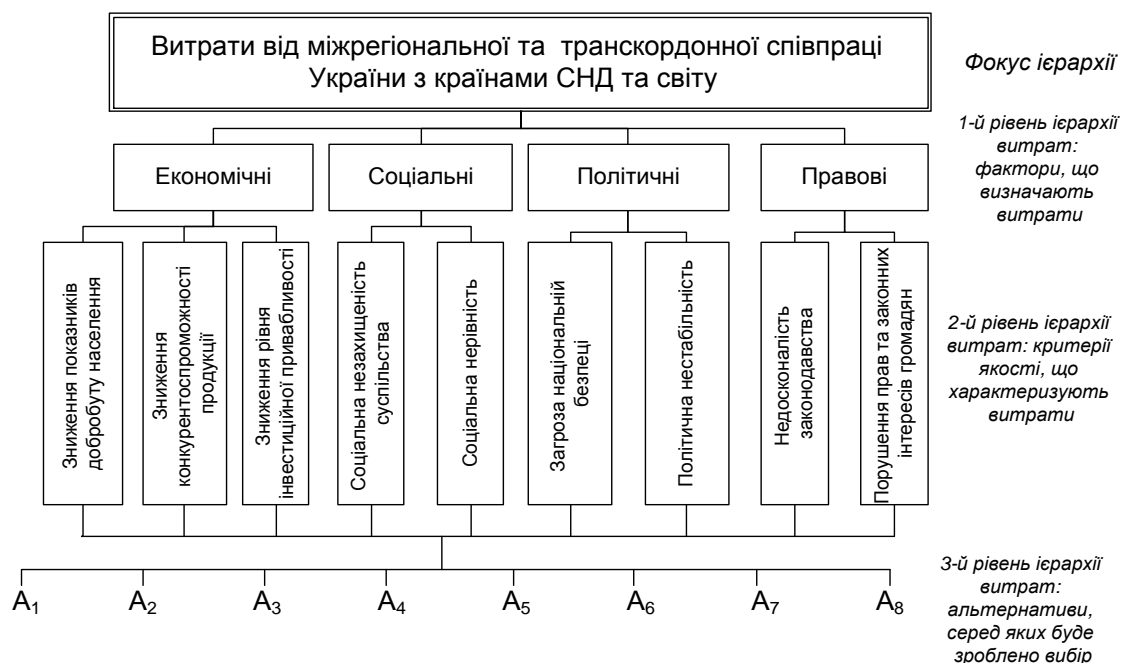 Витрати від міжрегіональної та транскордонної співпраці
України з країнами СНД та світу
Фокус ієрархії
1-й рівень ієрархії
витрат:
фактори, що
визначають
витрати
Економічні
Соціальні
Політичні
Правові
Зниження показників
добробуту населення
Зниження
конкурентоспроможності
продукції
Зниження рівня
інвестиційної привабливості
Соціальна незахищеність
суспільства
Соціальна нерівність
Загроза національній
безпеці
Політична нестабільність
Недосконалість
законодавства
Порушення прав та законних
інтересів громадян
2-й рівень ієрархії
витрат: критерії
якості, що
характеризують
витрати
A₁ A₂ A₃ A₄ A₅ A₆ A₇ A₈
3-й рівень ієрархії
витрат:
альтернативи,
серед яких буде
зроблено вибір